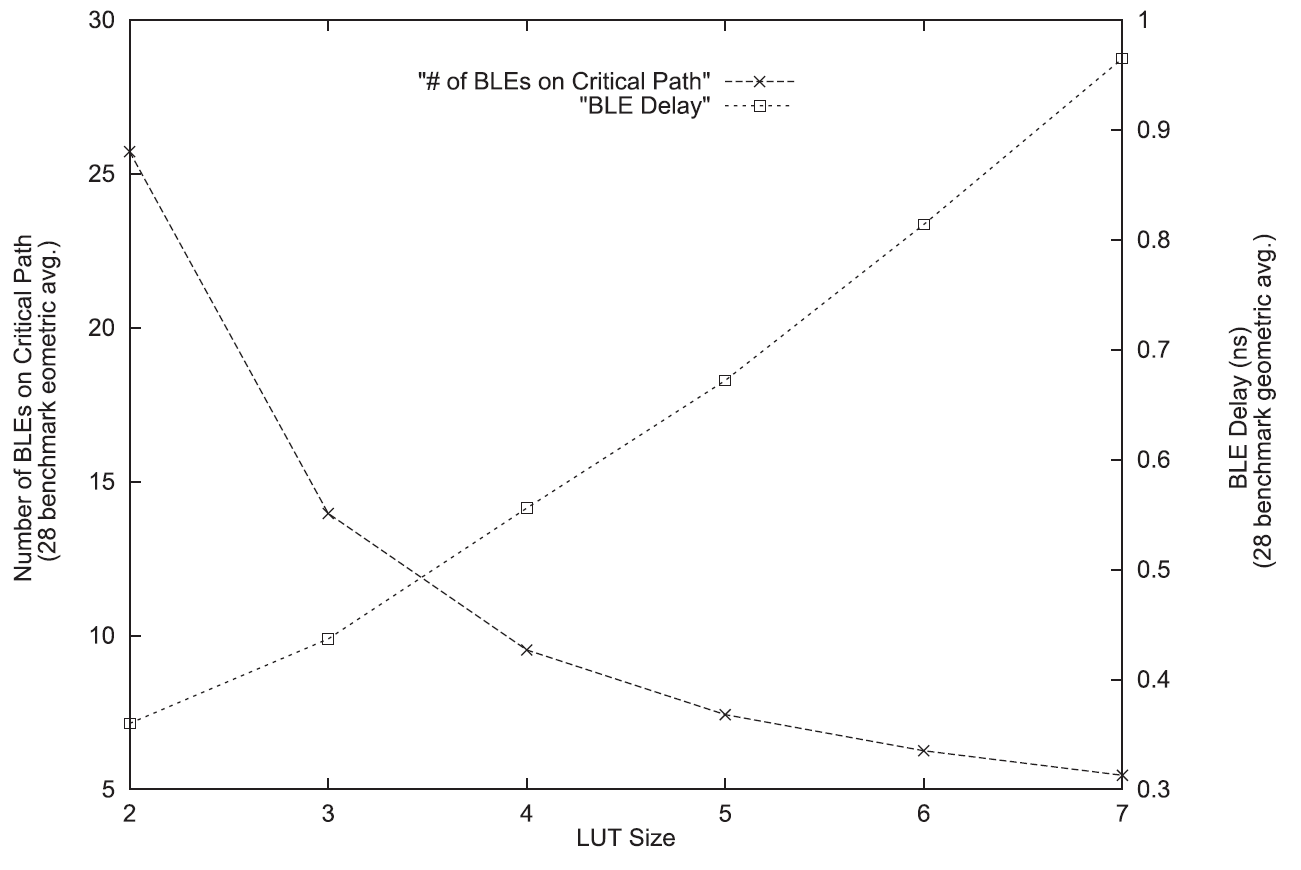 30
25
20
15
10
5
1
0.9
0.8
0.7
0.6
0.5
0.4
0.3
2
3
4
5
6
7
"# of BLEs on Critical Path"
"BLE Delay"
Number of BLEs on Critical Path
(28 benchmark eometric avg.)
BLE Delay (ns)
(28 benchmark geometric avg.)
LUT Size